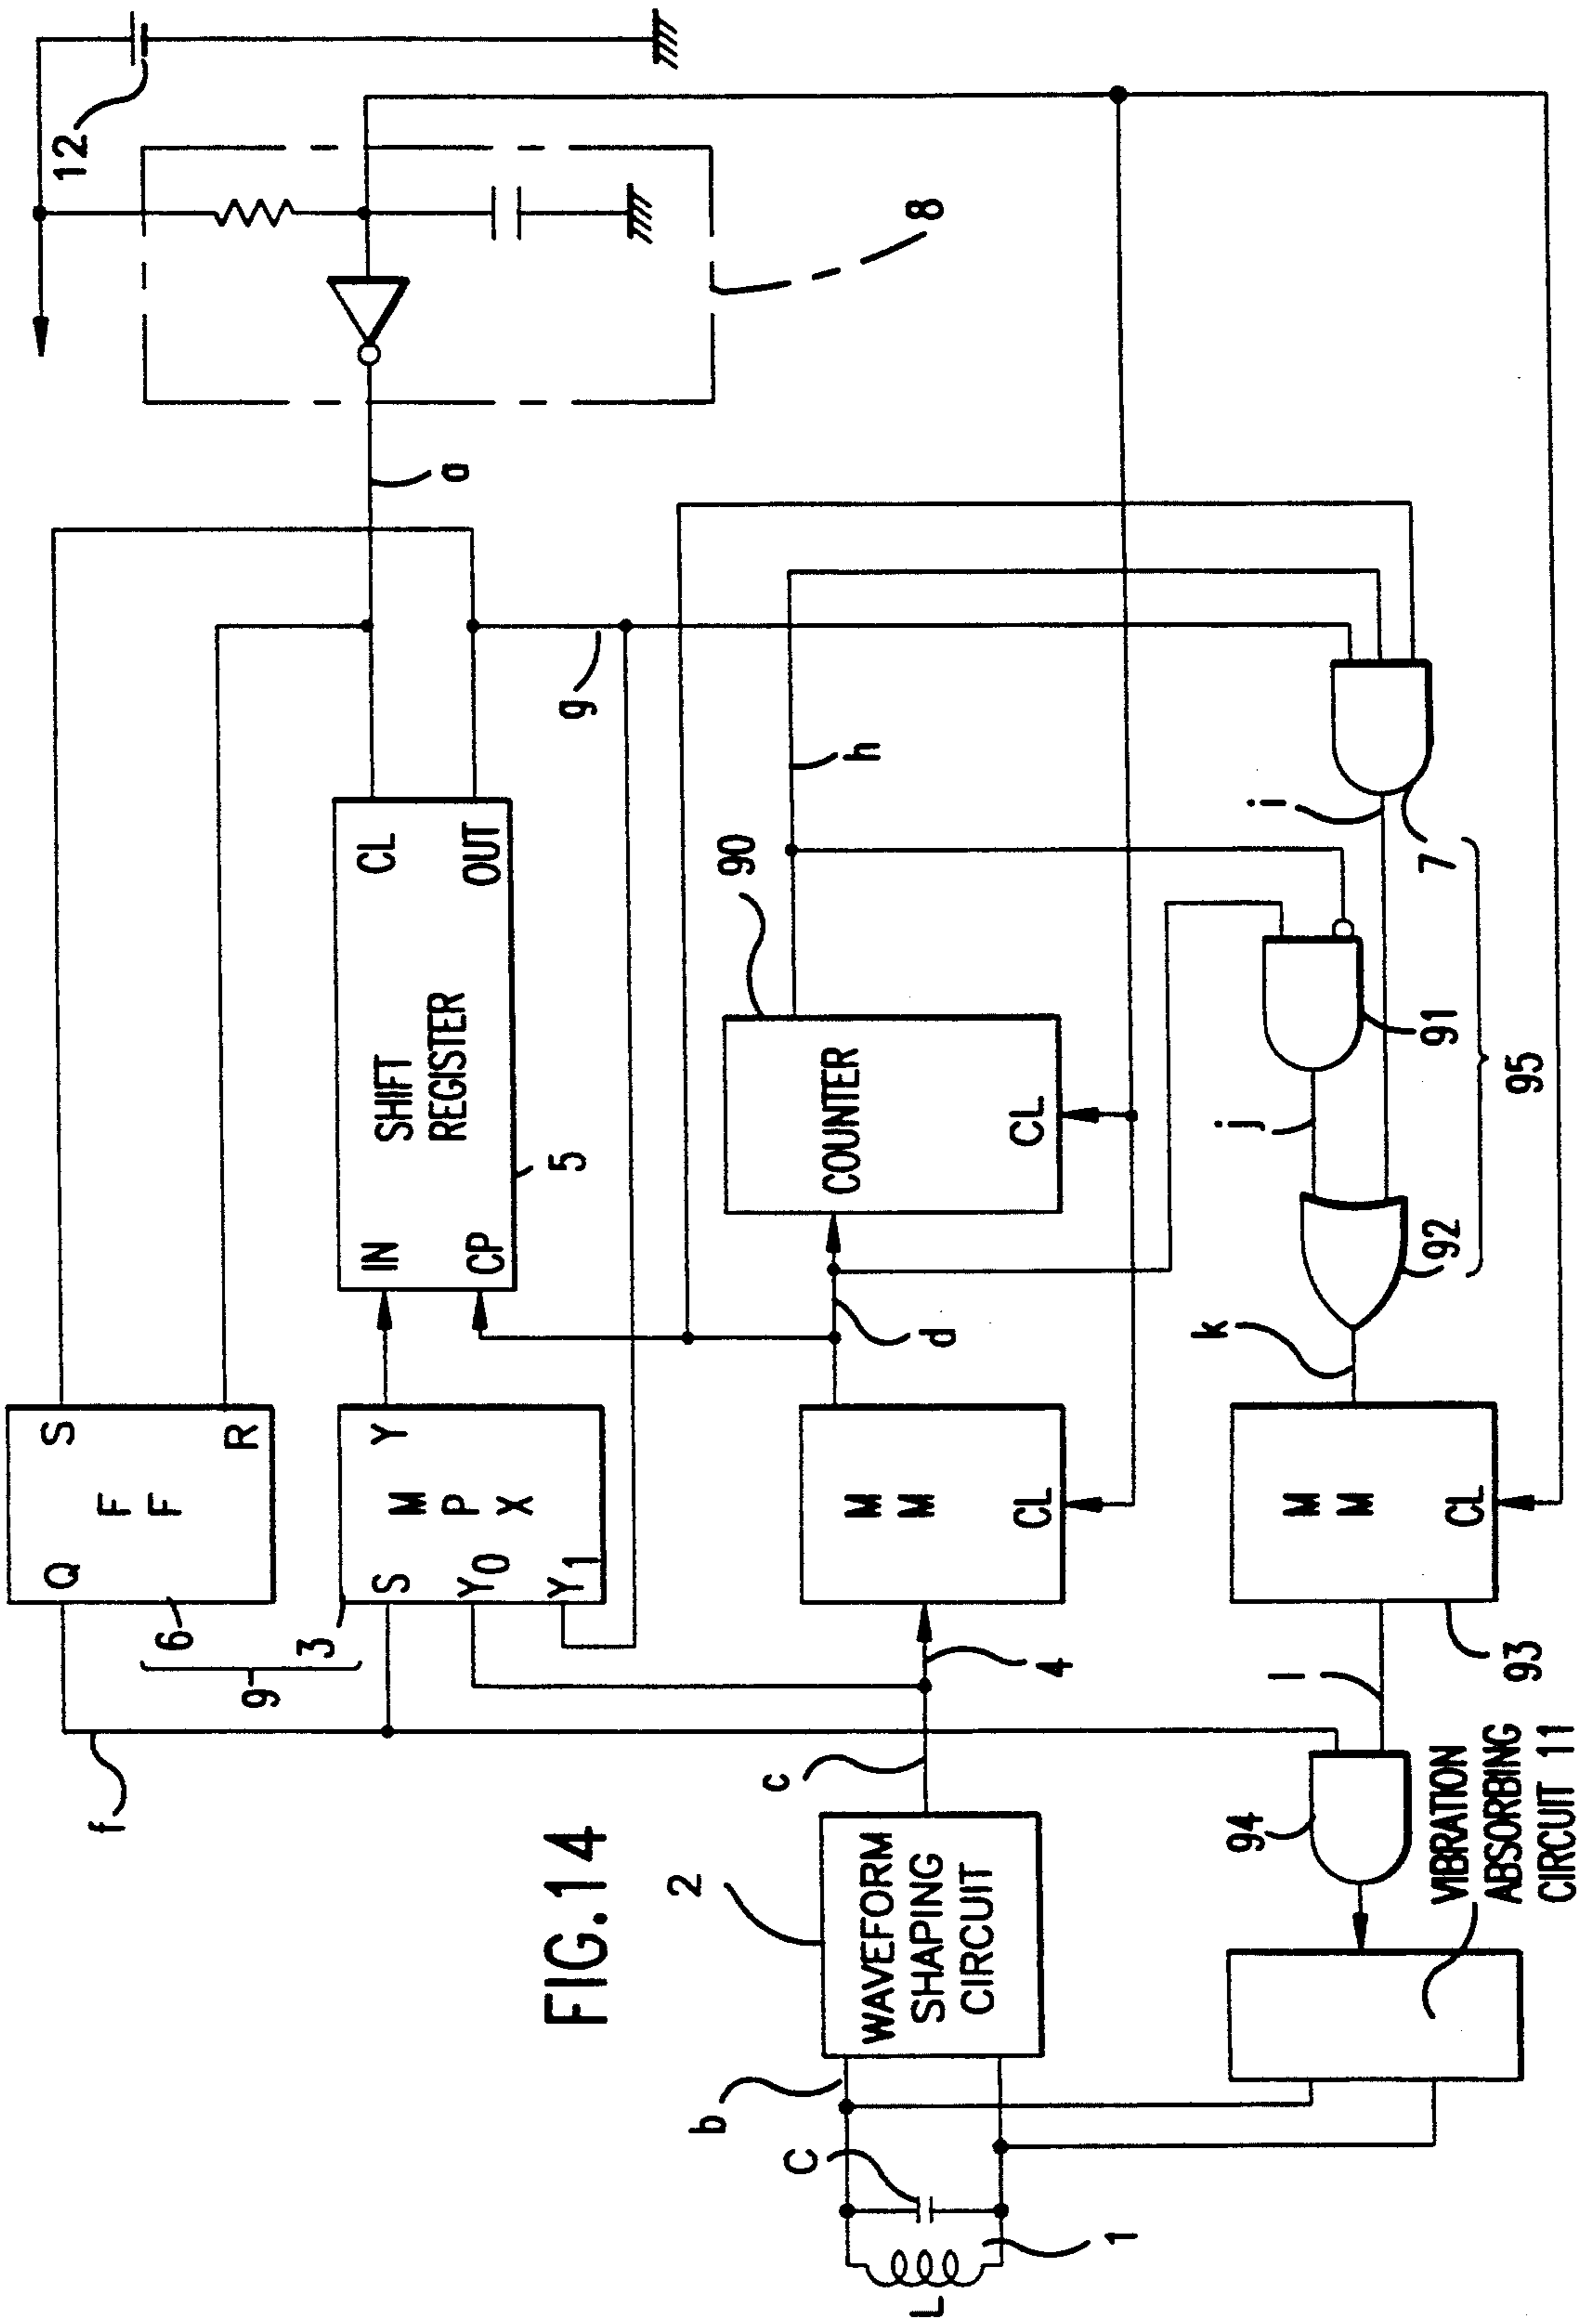 FIG.14
f
Q
S
F
F
R
6
9
3
S
M
P
X
Y
Y0
Y1
IN
CP
SHIFT
REGISTER
CL
OUT
5
a
12
8
9
L
C
1
b
2
WAVEFORM
SHAPING
CIRCUIT
c
4
M
M
CL
d
COUNTER
CL
90
h
VIBRATION
ABSORBING
CIRCUIT 11
94
l
93
M
M
CL
k
92
j
91
i
7
95